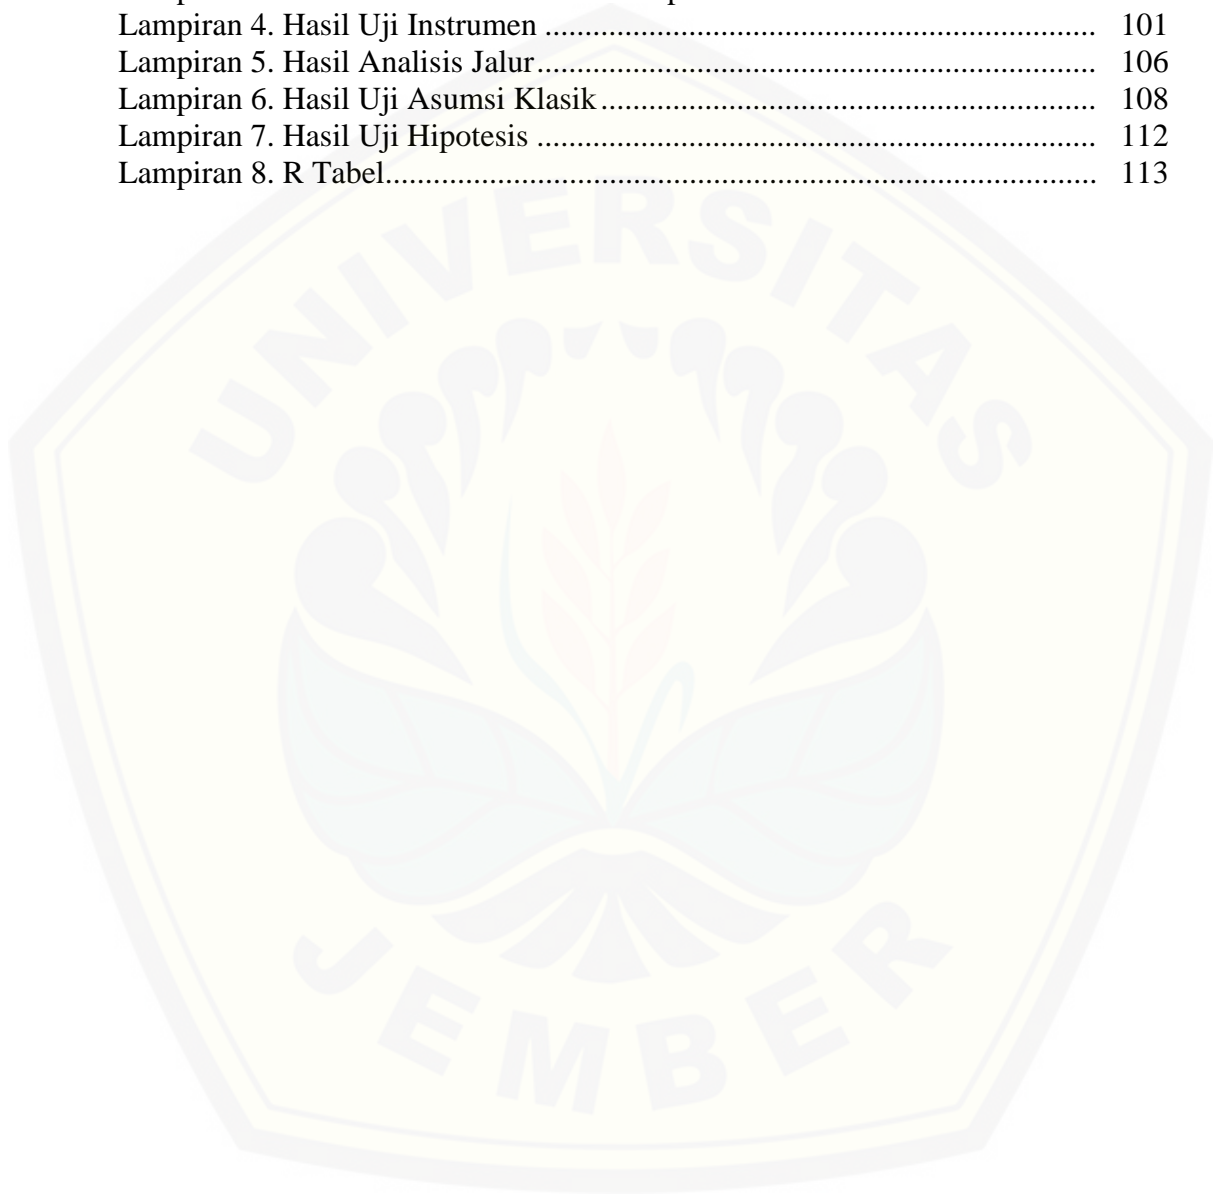 Lampiran 4. Hasil Uji Instrumen ..................................................................... 101
Lampiran 5. Hasil Analisis Jalur...................................................................... 106
Lampiran 6. Hasil Uji Asumsi Klasik .............................................................. 108
Lampiran 7. Hasil Uji Hipotesis ...................................................................... 112
Lampiran 8. R Tabel......................................................................................... 113
UNIVERSITAS
JEMBER